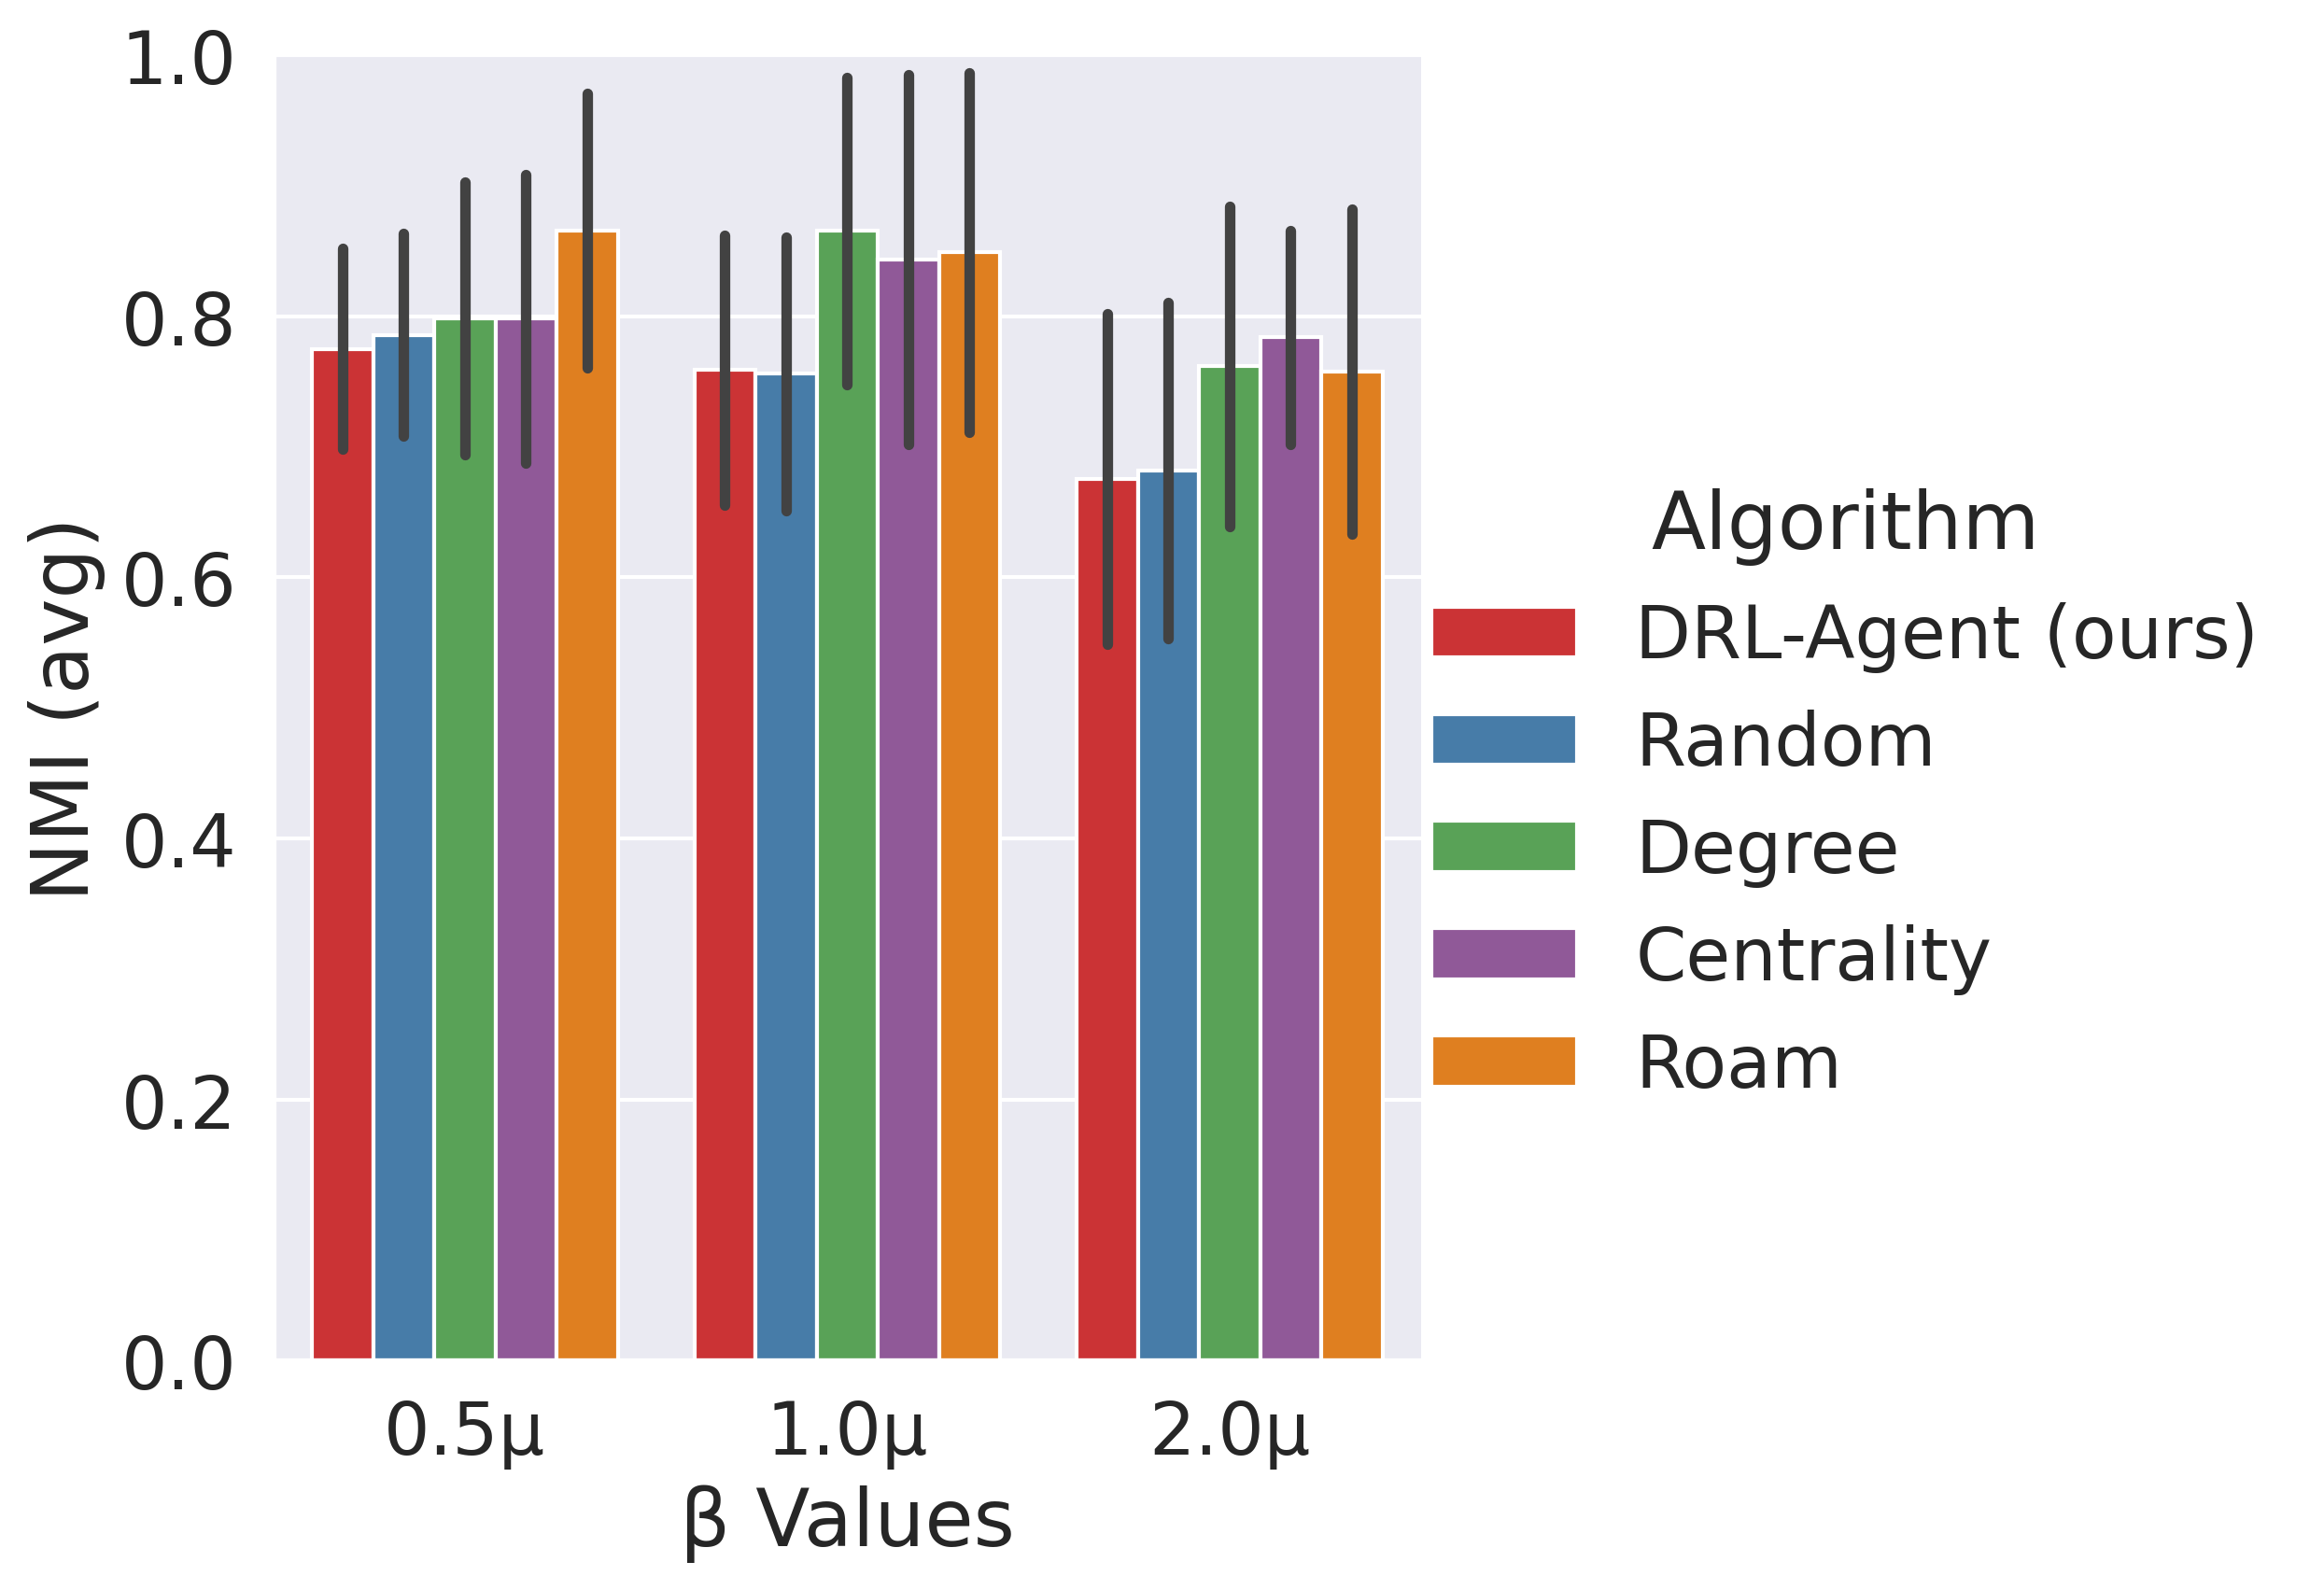 1.0
0.8
0.6
0.4
0.2
0.0
NMI (avg)
0.5μ 1.0μ 2.0μ
β Values
Algorithm
DRL-Agent (ours)
Random
Degree
Centrality
Roam